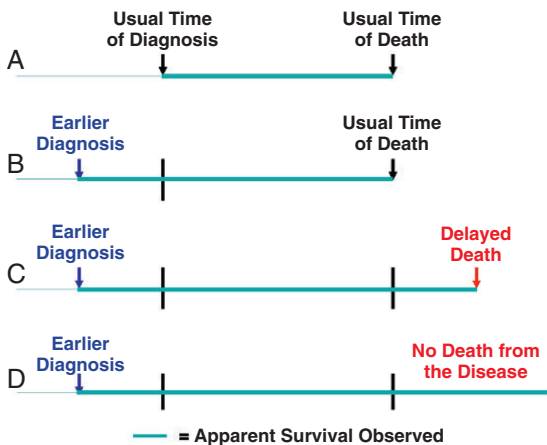 Usual Time
of Diagnosis
Usual Time
of Death
A
Earlier
Diagnosis
Usual Time
of Death
B
Earlier
Diagnosis
Delayed
Death
C
Earlier
Diagnosis
No Death from
the Disease
D
= Apparent Survival Observed